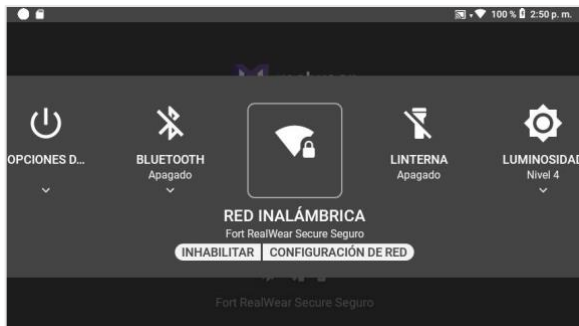 100 % 2:50 p. m.
OPCIONES D...
BLUETOOTH
Apagado
LINTERNA
Apagado
LUMINOSIDAD
Nivel 4
RED INALÁMBRICA
Fort RealWear Secure Seguro
INHABILITAR CONFIGURACIÓN DE RED
Fort RealWear Secure Seguro